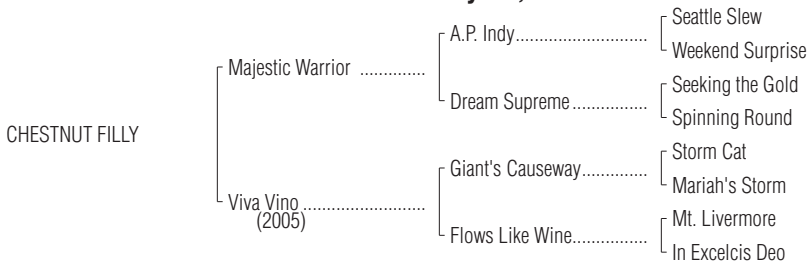 Seattle Slew
A.P. Indy..............................
Weekend Surprise
Majestic Warrior ..............
Seeking the Gold
Dream Supreme................
Spinning Round
CHESTNUT FILLY
Storm Cat
Giant's Causeway..............
Mariah's Storm
Viva Vino ..........................
(2005)
Mt. Livermore
Flows Like Wine................
In Excelcis Deo